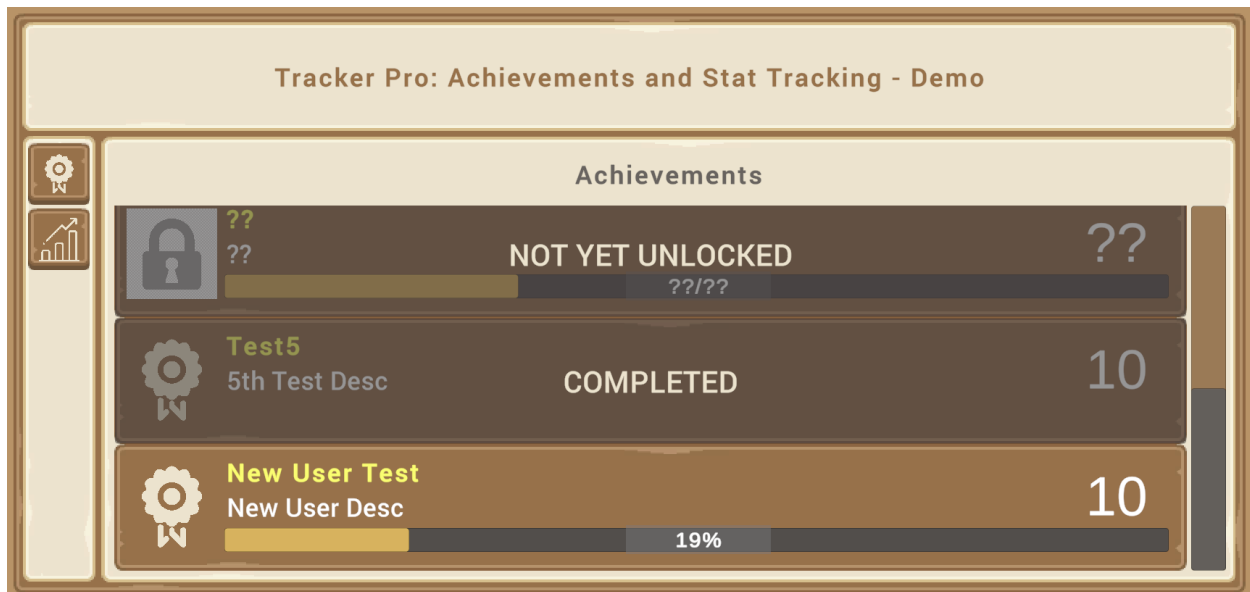 Tracker Pro: Achievements and Stat Tracking - Demo
Achievements
??
??
NOT YET UNLOCKED
??
??/??
Test5
5th Test Desc
COMPLETED
10
New User Test
New User Desc
10
19%